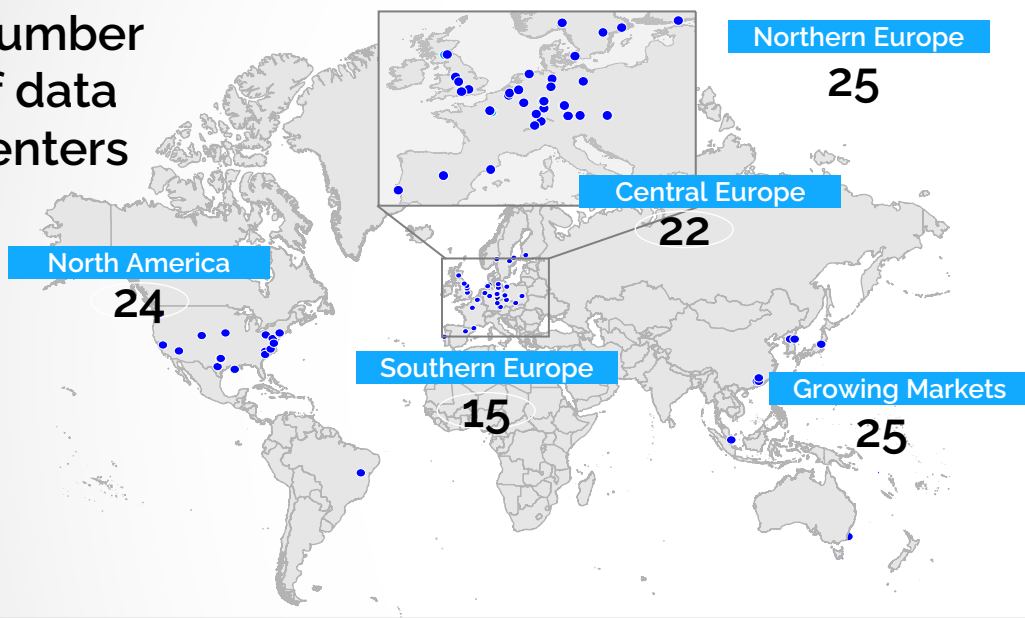 umber
f data
enters
Northern Europe
25
Central Europe
22
North America
24
Southern Europe
15
Growing Markets
25